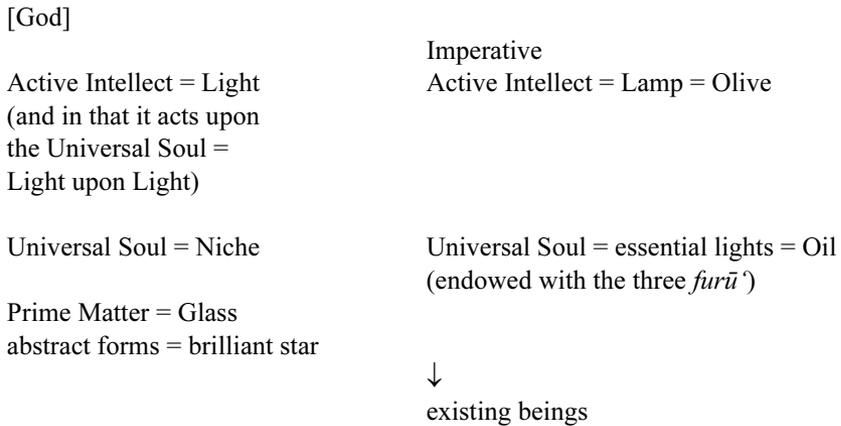 [God]
Active Intellect = Light
(and in that it acts upon
the Universal Soul =
Light upon Light)
Universal Soul = Niche
Prime Matter = Glass
abstract forms = brilliant star
Imperative
Active Intellect = Lamp = Olive
Universal Soul = essential lights = Oil
(endowed with the three furū ʿ)
↓
existing beings